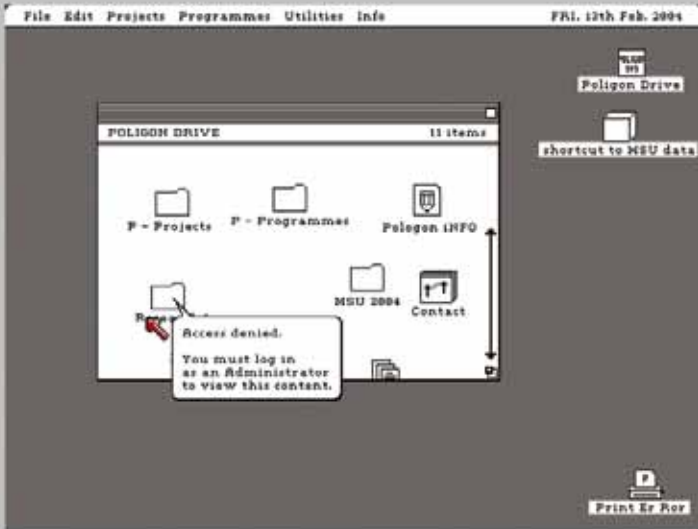 File Edit Projects Programmes Utilities Info FRI, 13th Feb. 2004
POLIGON
Poligon Drive
shortcut to MSU data
POLIGON DRIVE 11 items
P - Projects P - Programmes Pologon iNFO
MSU 2004 Contact
Access denied.
You must log in
as an Administrator
to view this content.
P
Print Er Ror